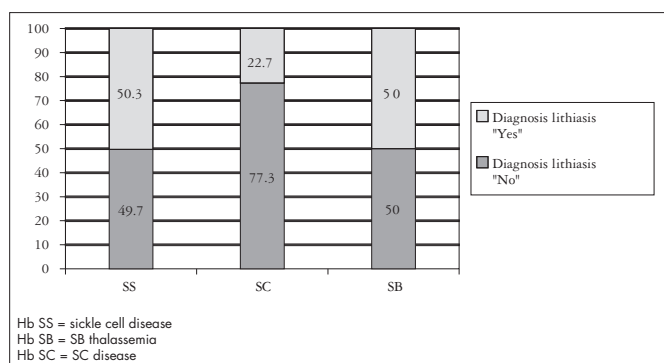 100
90
80
70
60
50
40
30
20
10
0
50.3
49.7
22.7
77.3
50
50
SS
SC
SB
Diagnosis lithiasis
"Yes"
Diagnosis lithiasis
"No"
Hb SS = sickle cell disease
Hb SB = SB thalassemia
Hb SC = SC disease